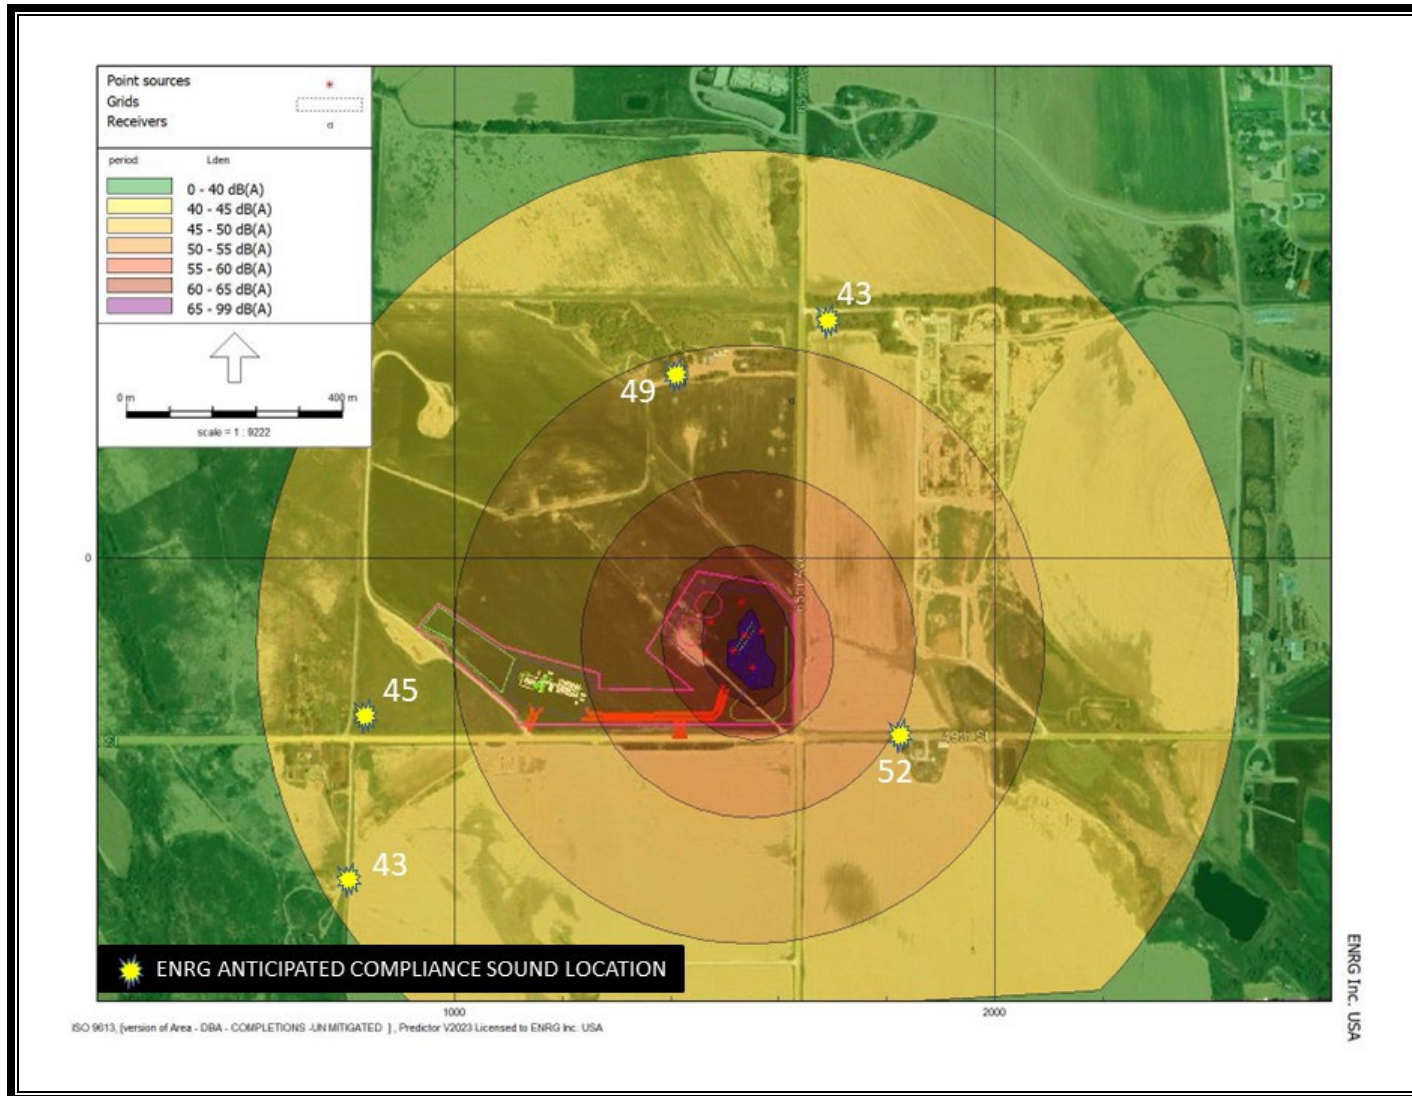 Point sources
Grids
Receivers
period Lden
0 - 40 dB(A)
40 - 45 dB(A)
45 - 50 dB(A)
50 - 55 dB(A)
55 - 60 dB(A)
60 - 65 dB(A)
65 - 99 dB(A)
0 m 400 m
scale = 1 : 9222
43
49
0
45
52
43
ENRG ANTICIPATED COMPLIANCE SOUND LOCATION
1000 2000
ISO 9613, [version of Area - DBA - COMPLETIONS -UN MITIGATED ] , Predictor V2023 Licensed to ENRG Inc. USA
ENRG Inc. USA